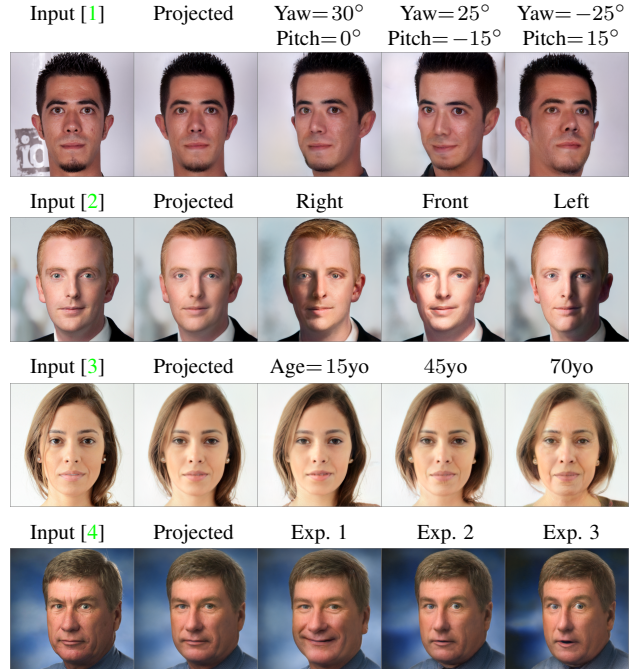 Input [1] Projected Yaw=30° Yaw=25° Yaw=−25°
Pitch=0° Pitch=−15° Pitch=15°
id
Input [2] Projected Right Front Left
Input [3] Projected Age=15yo 45yo 70yo
Input [4] Projected Exp. 1 Exp. 2 Exp. 3